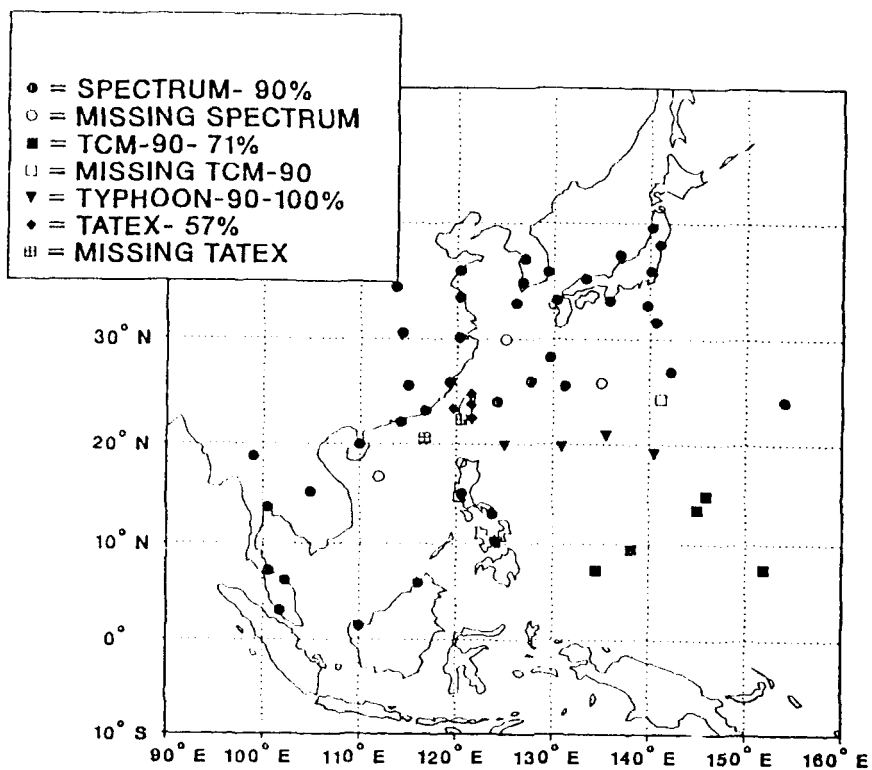 ● = SPECTRUM- 90%
○ = MISSING SPECTRUM
■ = TCM-90- 71%
□ = MISSING TCM-90
▼ = TYPHOON-90-100%
◆ = TATEX- 57%
⊞ = MISSING TATEX
30° N
20° N
10° N
0°
10° S
90° E 100° E 110° E 120° E 130° E 140° E 150° E 160° E